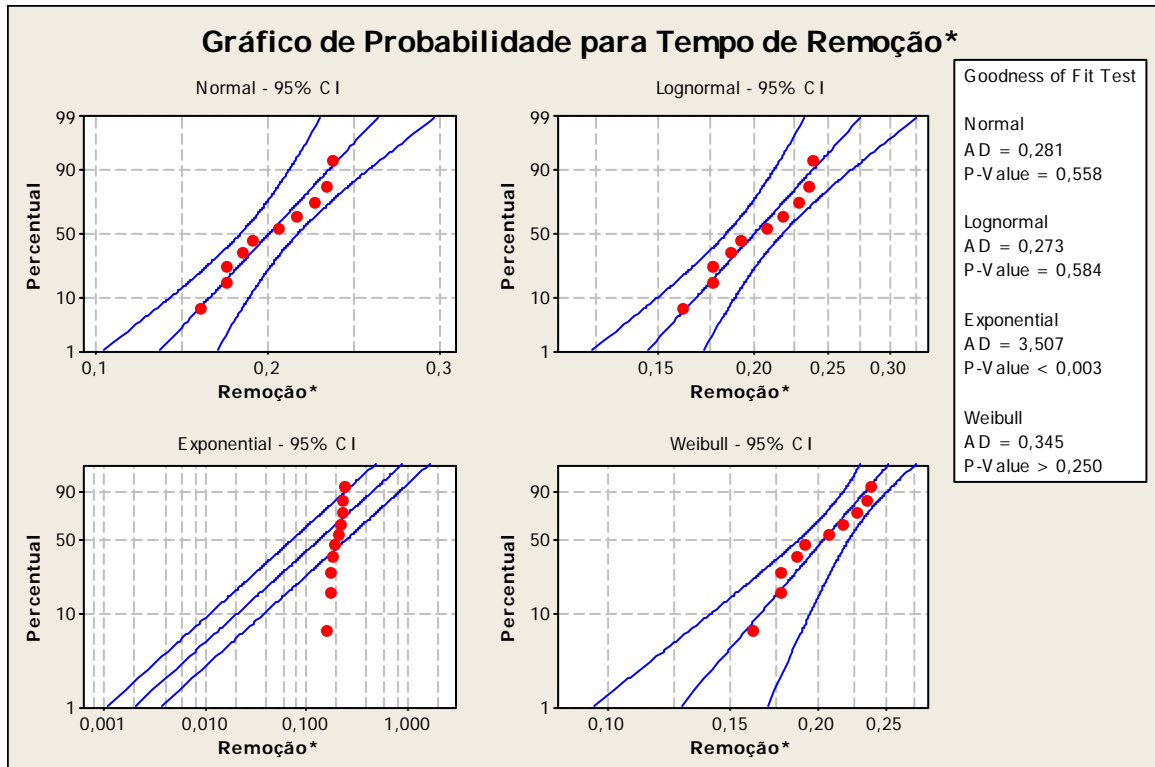 Gráfico de Probabilidade para Tempo de Remoção*
Normal - 95% CI
Percentual
99
90
50
10
1
0,1 0,2 0,3
Remoção*
Lognormal - 95% CI
Percentual
99
90
50
10
1
0,15 0,20 0,25 0,30
Remoção*
Exponential - 95% CI
Percentual
90
50
10
1
0,001 0,010 0,100 1,000
Remoção*
Weibull - 95% CI
Percentual
90
50
10
1
0,10 0,15 0,20 0,25
Remoção*
Goodness of Fit Test
Normal
AD = 0,281
P-Value = 0,558
Lognormal
AD = 0,273
P-Value = 0,584
Exponential
AD = 3,507
P-Value < 0,003
Weibull
AD = 0,345
P-Value > 0,250